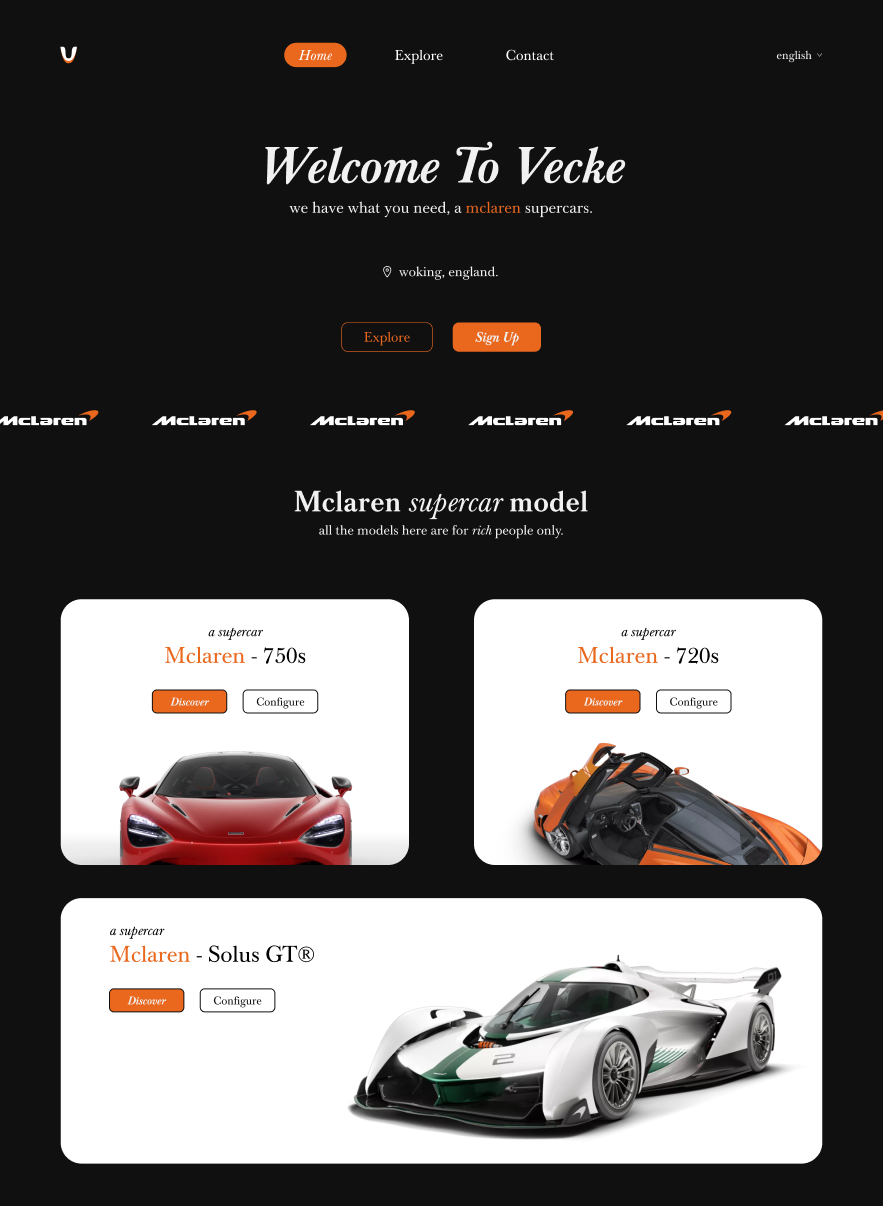 Home Explore Contact english
Welcome To Vecke
we have what you need, a mclaren supercars.
woking, england.
Explore Sign Up
McLaren McLaren McLaren McLaren McLaren McLaren
Mclaren supercar model
all the models here are for rich people only.
a supercar
Mclaren - 750s
Discover Configure
a supercar
Mclaren - 720s
Discover Configure
a supercar
Mclaren - Solus GT®
Discover Configure
2